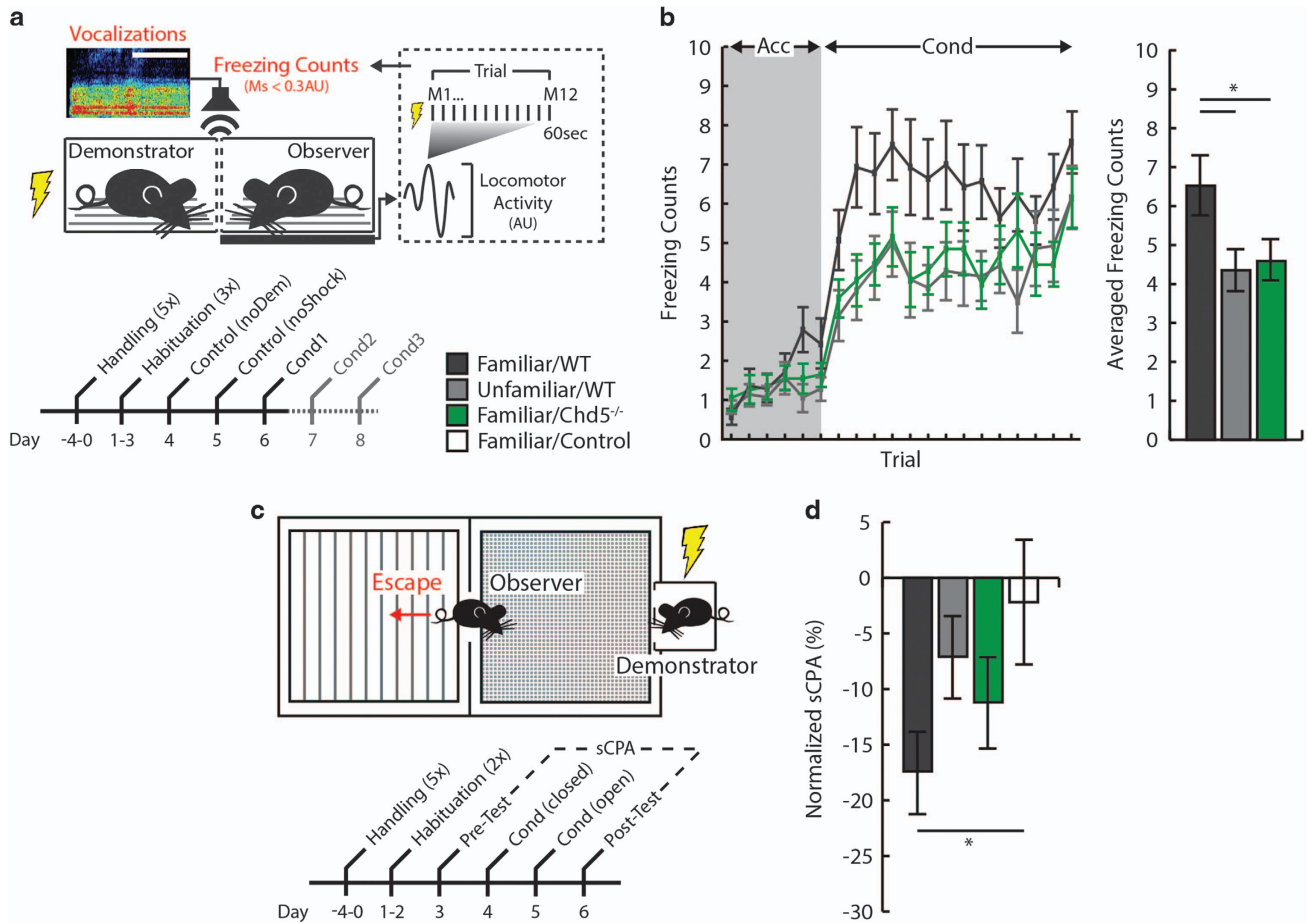 a
Vocalizations
Freezing Counts
(Ms < 0.3AU)
Trial
M1...
M12
60sec
Demonstrator
Observer
Locomotor
Activity
(AU)
Handling (5x)
Habituation (3x)
Control (noDem)
Control (noShock)
Cond1
Cond2
Cond3
Day
-4-0
1-3
4
5
6
7
8
Familiar/WT
Unfamiliar/WT
Familiar/Chd5-/-
Familiar/Control
b
Acc
Cond
10
9
8
7
6
5
4
3
2
1
0
Freezing Counts
Trial
10
9
8
7
6
5
4
3
2
1
0
Averaged Freezing Counts
*
c
Escape
Observer
Demonstrator
sCPA
Handling (5x)
Habituation (2x)
Pre-Test
Cond (closed)
Cond (open)
Post-Test
Day
-4-0
1-2
3
4
5
6
d
5
0
-5
-10
-15
-20
-25
-30
Normalized sCPA (%)
*